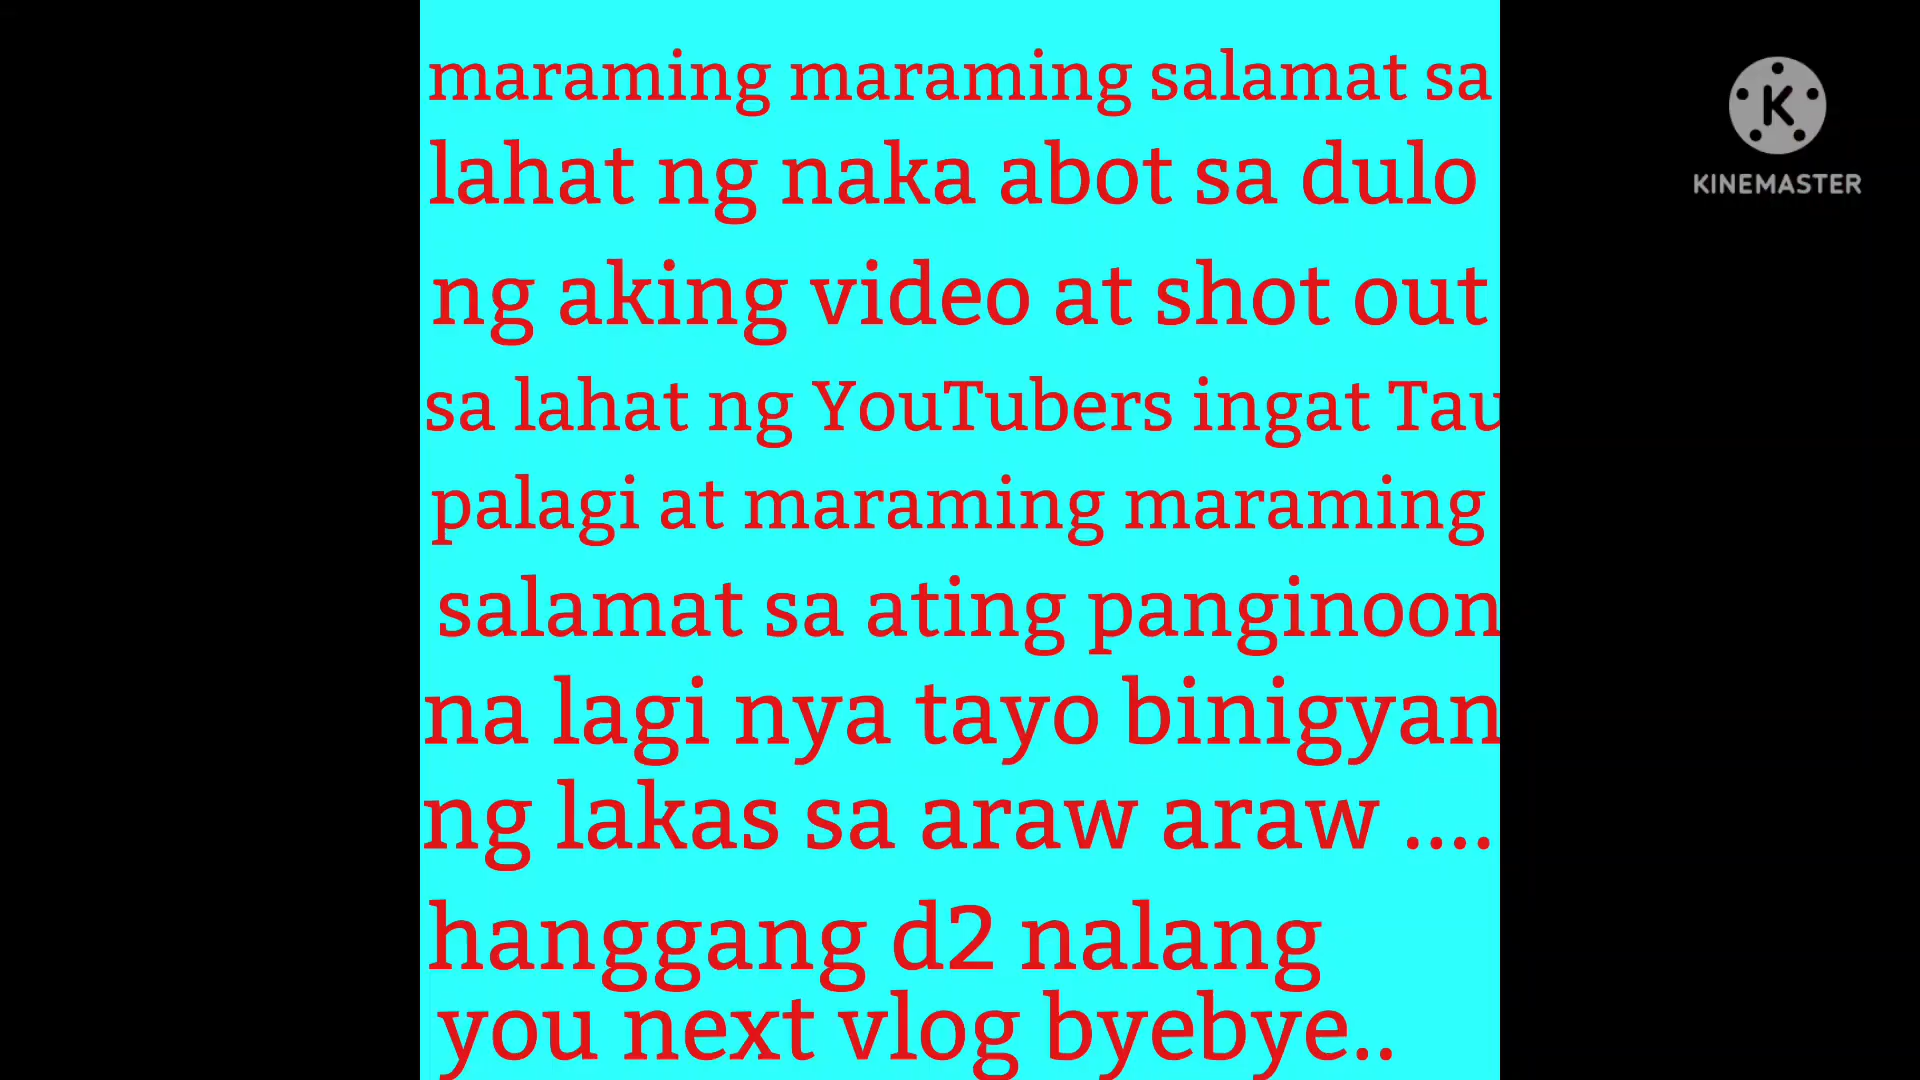 maraming maraming salamat sa
lahat ng naka abot sa dulo
ng aking video at shot out
sa lahat ng YouTubers ingat Tau
palagi at maraming maraming
salamat sa ating panginoon
na lagi nya tayo binigyan
ng lakas sa araw araw ....
hanggang d2 nalang
you next vlog byebye..
K
KINEMASTER